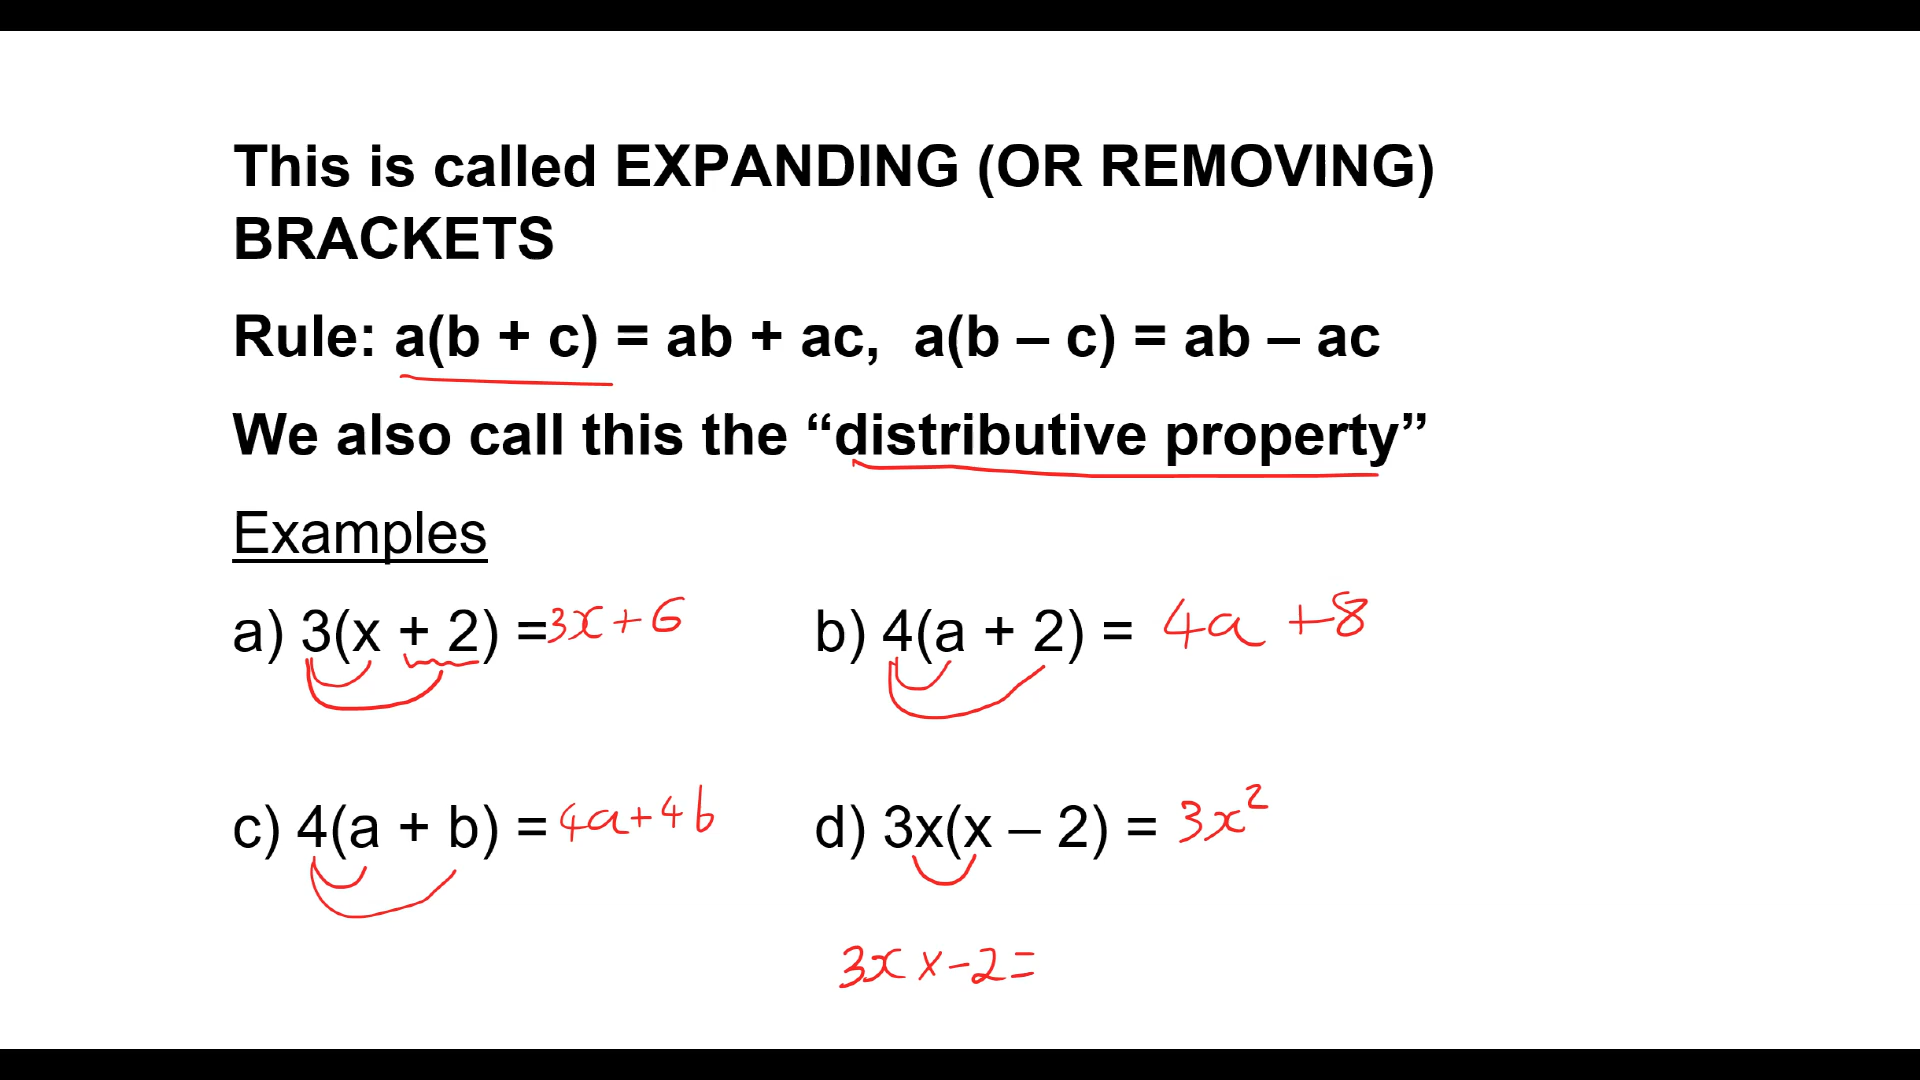 This is called EXPANDING (OR REMOVING)
BRACKETS
Rule: a(b + c) = ab + ac, a(b – c) = ab – ac
We also call this the “distributive property”
Examples
a) 3(x + 2) = 3x + 6
b) 4(a + 2) = 4a + 8
c) 4(a + b) = 4a + 4b
d) 3x(x – 2) = 3x²
3x × -2 =